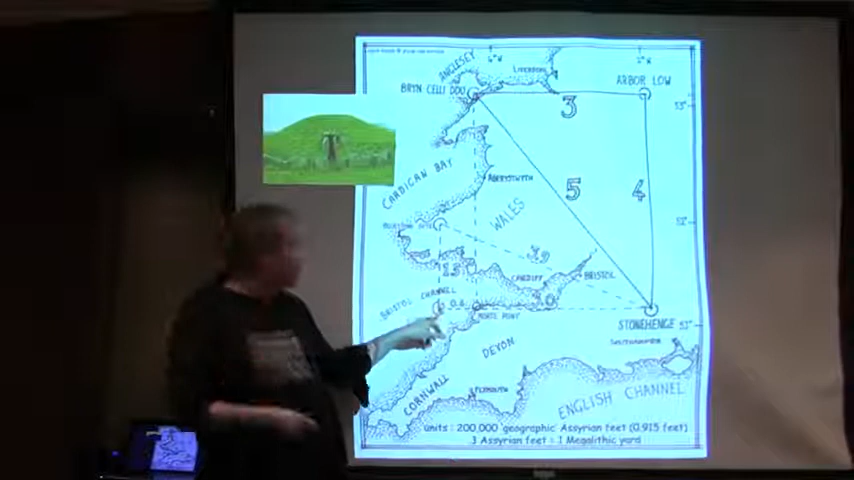 ANGLESEY
LIVERPOOL
BRYN CELLI DDU
ARBOR LOW
3
53°
CARDIGAN BAY
ABERYSTWYTH
5
4
WALES
52°
CARDIFF
BRISTOL
BRISTOL CHANNEL
STONEHENGE
51°
DEVON
CORNWALL
PLYMOUTH
ENGLISH CHANNEL
units : 200,000 geographic Assyrian feet (0.915 feet)
3 Assyrian feet = 1 Megalithic yard